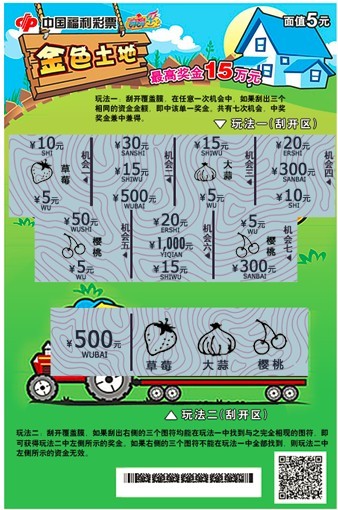 中国福利彩票 刮刮乐 面值5元
金色土地
最高奖金15万元
玩法一：刮开覆盖膜，在任意一次机会中，如果刮出三个
相同的资金金额，即中该单一奖金。共有七次机会，中奖
奖金兼中兼得。
▽ 玩法一(刮开区)
¥10元 ¥30元 ¥15元 ¥20元
SHI SANSHI SHIWU ERSHI
草莓 ¥15元 大蒜 ¥300元
SHIWU SANBAI
¥5元 ¥500元 ¥5元 ¥10元
WU WUBAI WU SHI
机会一 机会二 机会三 机会四
¥50元 ¥20元 ¥5元
WUSHI ERSHI WU
樱桃 ¥1,000元 樱桃
YIQIAN
¥5元 ¥15元 ¥300元
WU SHIWU SANBAI
机会五 机会六 机会七
¥500元
WUBAI
草莓 大蒜 樱桃
△ 玩法二(刮开区)
玩法二：刮开覆盖膜，如果刮出右侧的三个图符均能在玩法一中找到与之完全相现的图符，即
可获得玩法二中左侧所示的奖金。如果右侧的三个图符不能在玩法一中全部找到，则玩法二中
左侧所示的资金无效。